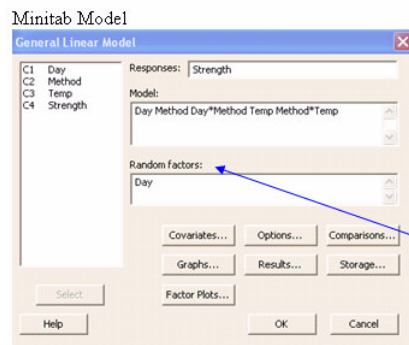 Minitab Model
General Linear Model
C1 Day
C2 Method
C3 Temp
C4 Strength
Responses: Strength
Model:
Day Method Day*Method Temp Method*Temp
Random factors:
Day
Covariates... Options... Comparisons...
Graphs... Results... Storage...
Select Factor Plots...
Help OK Cancel